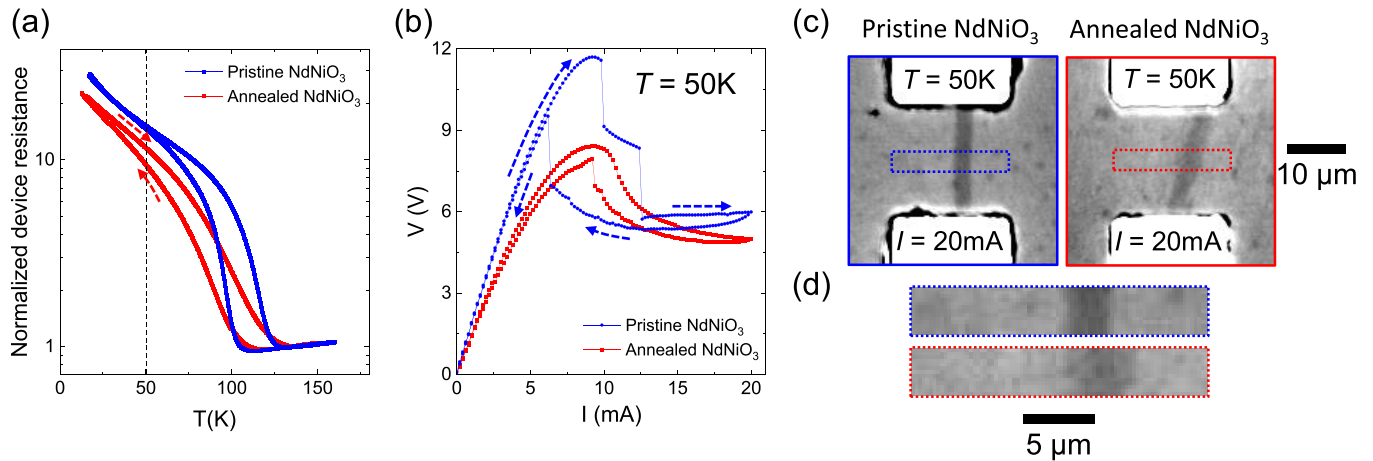 (a)
Normalized device resistance
10
1
0
50
100
150
T(K)
Pristine NdNiO₃
Annealed NdNiO₃
(b)
V (V)
12
9
6
3
0
0
5
10
15
20
I (mA)
T = 50K
Pristine NdNiO₃
Annealed NdNiO₃
(c)
Pristine NdNiO₃
Annealed NdNiO₃
T = 50K
T = 50K
I = 20mA
I = 20mA
10 µm
(d)
5 µm